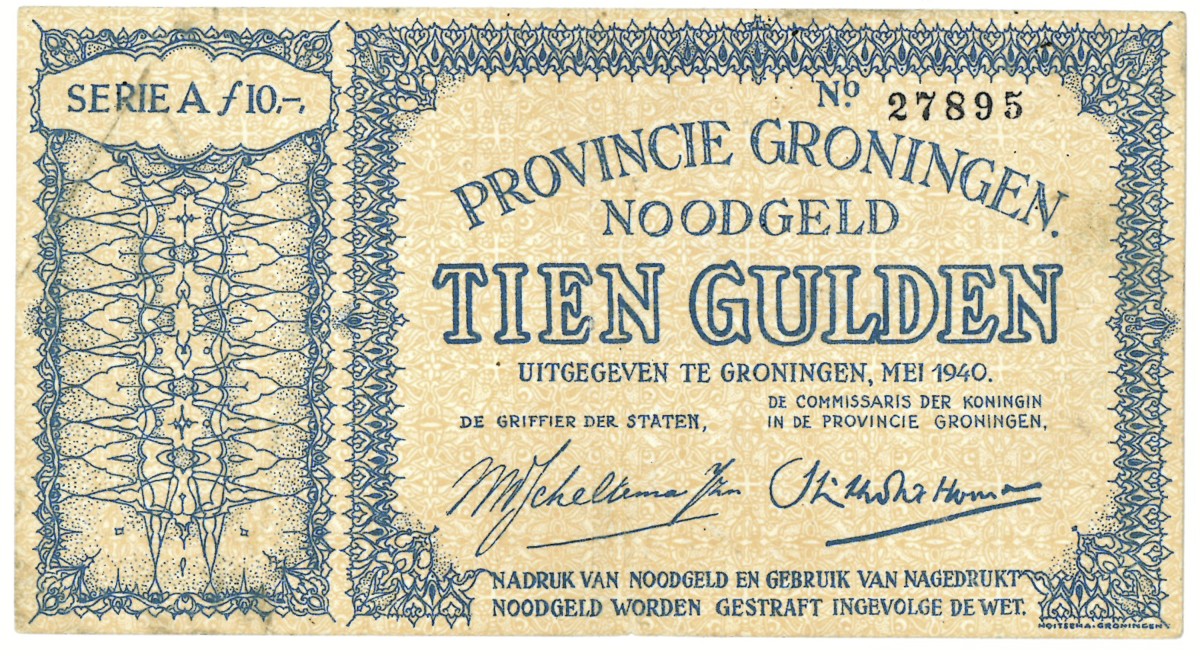 SERIE A ƒ 10.-,
Nº 27895
PROVINCIE GRONINGEN.
NOODGELD
TIEN GULDEN
UITGEGEVEN TE GRONINGEN, MEI 1940.
DE GRIFFIER DER STATEN,
DE COMMISSARIS DER KONINGIN
IN DE PROVINCIE GRONINGEN,
NADRUK VAN NOODGELD EN GEBRUIK VAN NAGEDRUKT
NOODGELD WORDEN GESTRAFT INGEVOLGE DE WET.
NOITSEMA-GRONINGEN